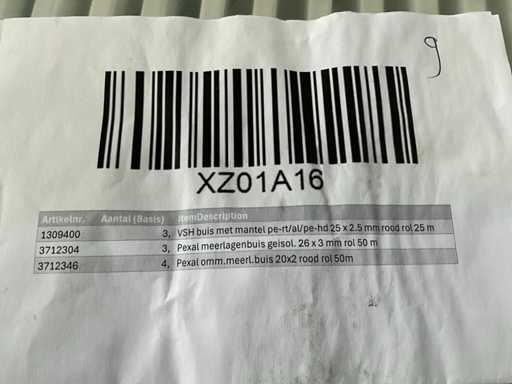 9
XZ01A16
Artikelnr. Aantal (Basis) ItemDescription
1309400 3, VSH buis met mantel pe-rt/al/pe-hd 25 x 2.5 mm rood rol 25 m
3712304 3, Pexal meerlagenbuis geisol. 26 x 3 mm rol 50 m
3712346 4, Pexal omm.meerl.buis 20x2 rood rol 50m